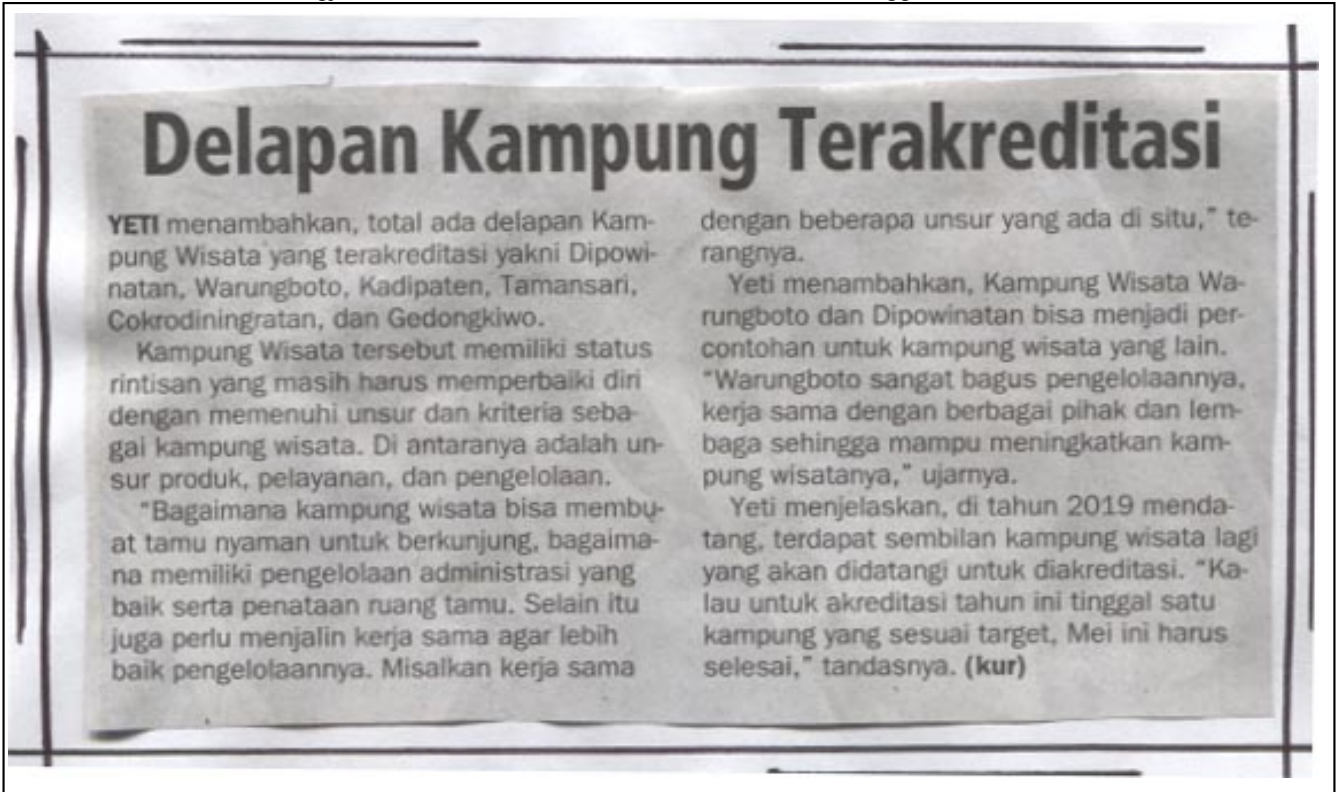 Delapan Kampung Terakreditasi
YETI menambahkan, total ada delapan Kam-
pung Wisata yang terakreditasi yakni Dipowi-
natan, Warungboto, Kadipaten, Tamansari,
Cokrodiningratan, dan Gedongkiwo.
Kampung Wisata tersebut memiliki status
rintisan yang masih harus memperbaiki diri
dengan memenuhi unsur dan kriteria seba-
gai kampung wisata. Di antaranya adalah un-
sur produk, pelayanan, dan pengelolaan.
"Bagaimana kampung wisata bisa membu-
at tamu nyaman untuk berkunjung, bagaima-
na memiliki pengelolaan administrasi yang
baik serta penataan ruang tamu. Selain itu
juga perlu menjalin kerja sama agar lebih
baik pengelolaannya. Misalkan kerja sama
dengan beberapa unsur yang ada di situ," te-
rangnya.
Yeti menambahkan, Kampung Wisata Wa-
rungboto dan Dipowinatan bisa menjadi per-
contohan untuk kampung wisata yang lain.
"Warungboto sangat bagus pengelolaannya,
kerja sama dengan berbagai pihak dan lem-
baga sehingga mampu meningkatkan kam-
pung wisatanya," ujarnya.
Yeti menjelaskan, di tahun 2019 menda-
tang, terdapat sembilan kampung wisata lagi
yang akan didatangi untuk diakreditasi. "Ka-
lau untuk akreditasi tahun ini tinggal satu
kampung yang sesuai target, Mei ini harus
selesai," tandasnya. (kur)